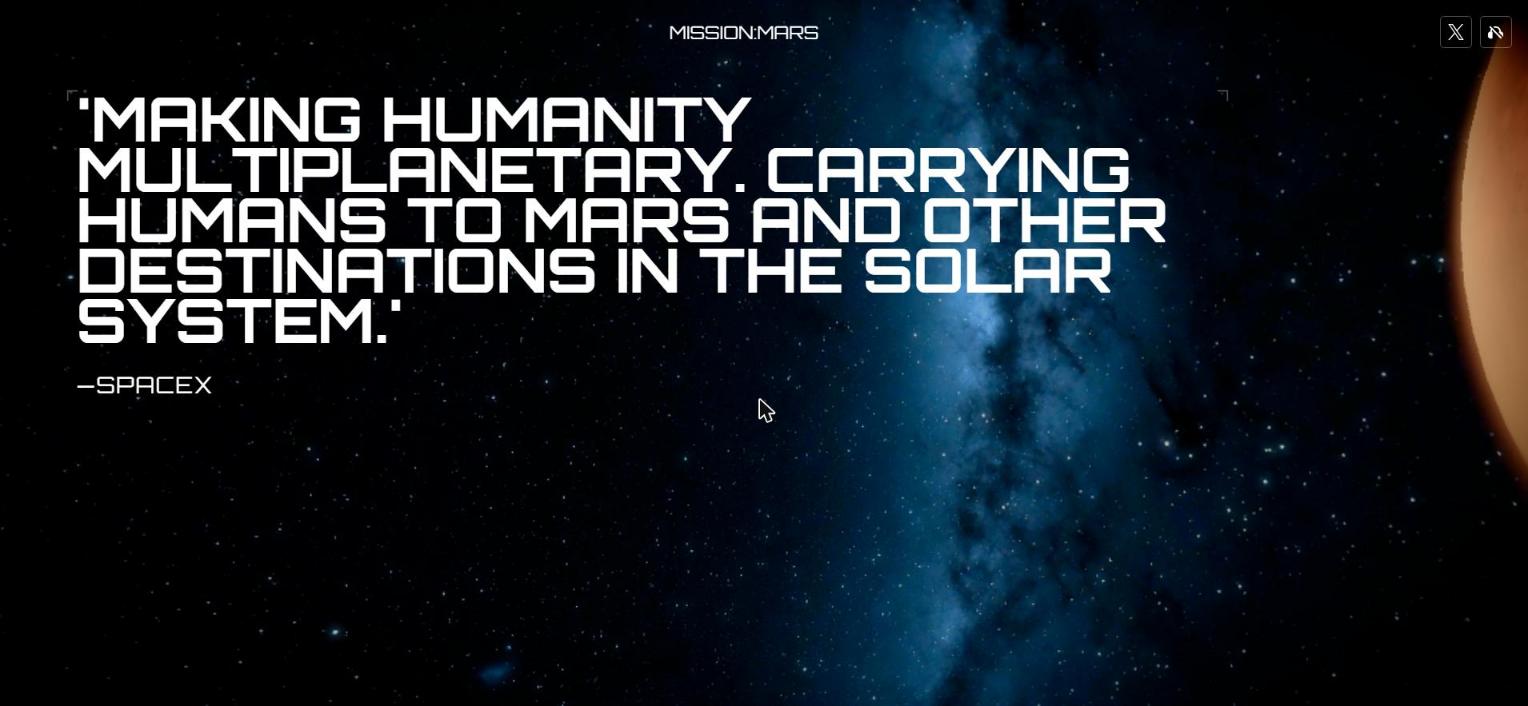 MISSION:MARS
'MAKING HUMANITY
MULTIPLANETARY. CARRYING
HUMANS TO MARS AND OTHER
DESTINATIONS IN THE SOLAR
SYSTEM.'
—SPACEX